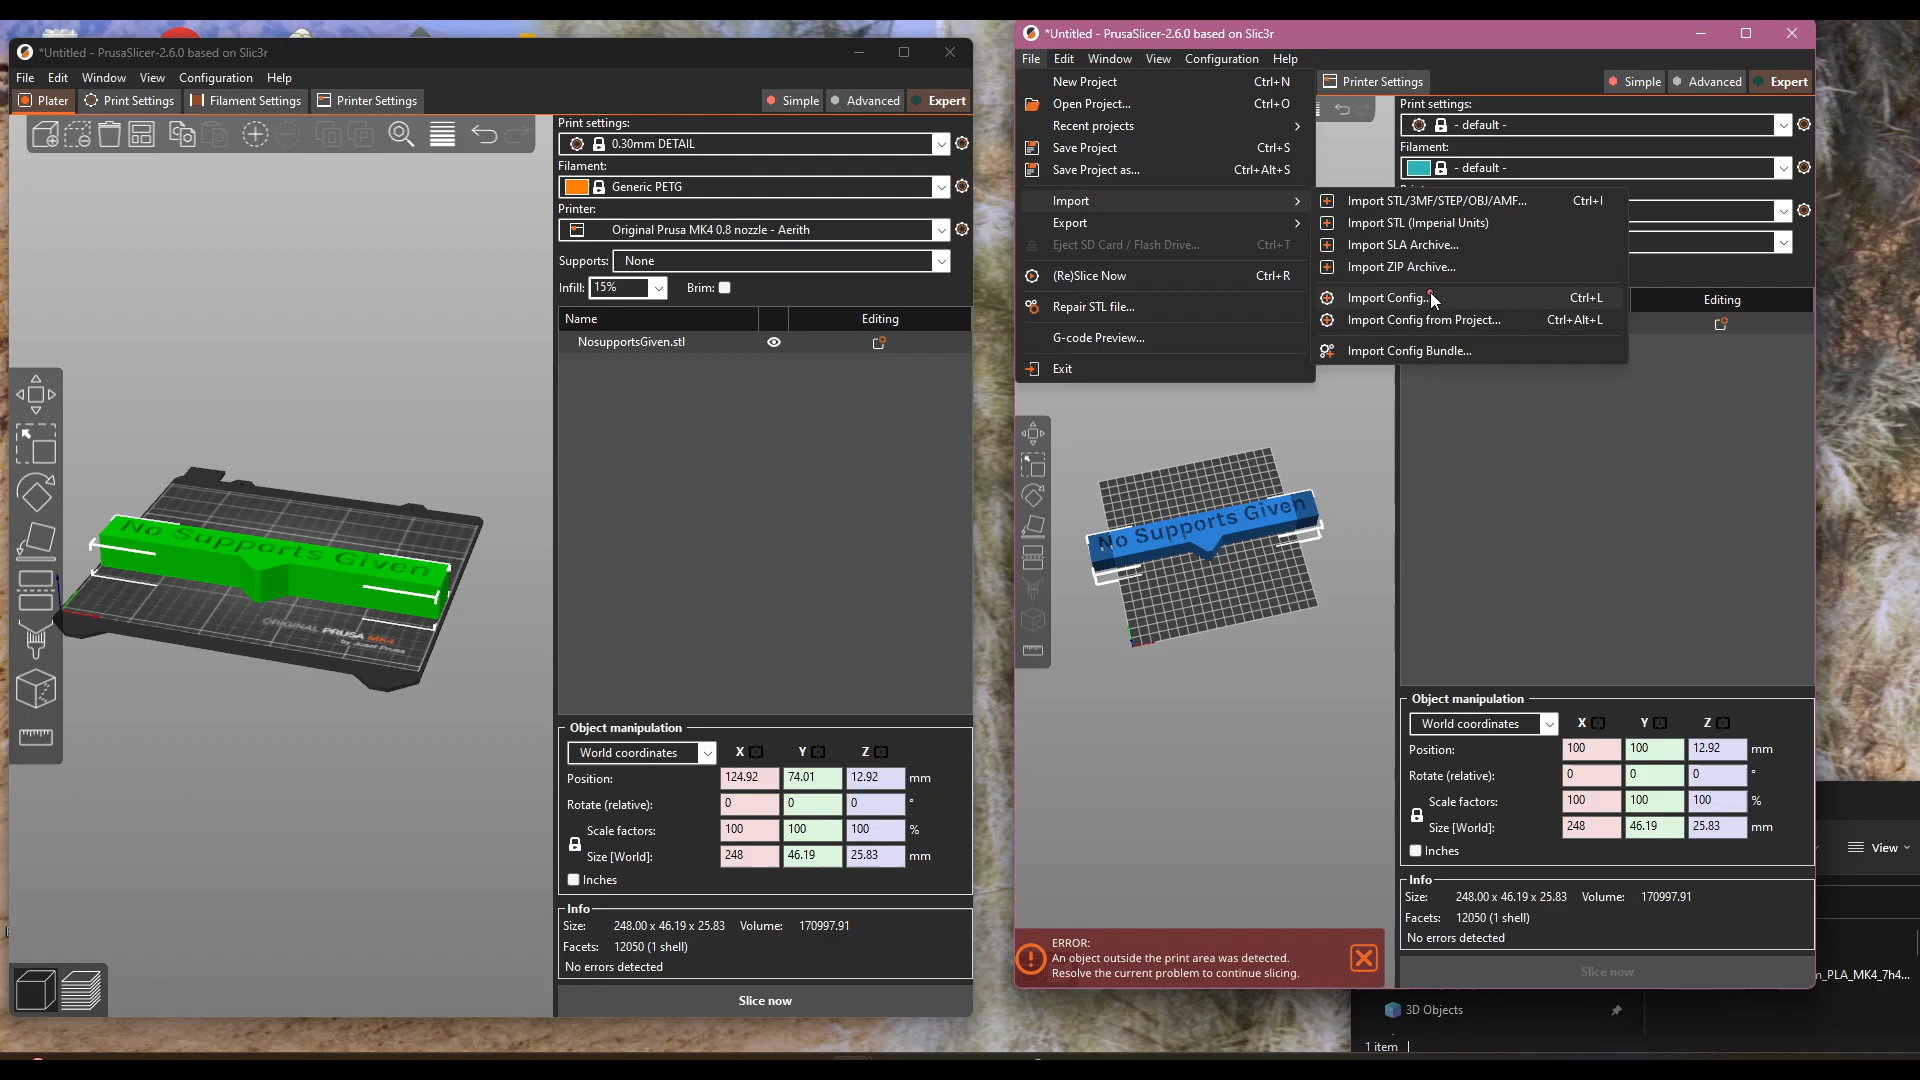 *Untitled - PrusaSlicer-2.6.0 based on Slic3r
File Edit Window View Configuration Help
Plater Print Settings Filament Settings Printer Settings Simple Advanced Expert
Print settings:
0.30mm DETAIL
Filament:
Generic PETG
Printer:
Original Prusa MK4 0.8 nozzle - Aerith
Supports: None
Infill: 15% Brim:
Name Editing
NosupportsGiven.stl
No Supports Given
ORIGINAL PRUSA MK4
by Josef Prusa
Object manipulation
World coordinates X Y Z
Position: 124.92 74.01 12.92 mm
Rotate (relative): 0 0 0 °
Scale factors: 100 100 100 %
Size [World]: 248 46.19 25.83 mm
Inches
Info
Size: 248.00 x 46.19 x 25.83 Volume: 170997.91
Facets: 12050 (1 shell)
No errors detected
Slice now
*Untitled - PrusaSlicer-2.6.0 based on Slic3r
File Edit Window View Configuration Help
Printer Settings Simple Advanced Expert
New Project Ctrl+N
Open Project... Ctrl+O
Recent projects
Save Project Ctrl+S
Save Project as... Ctrl+Alt+S
Import
Export
Eject SD Card / Flash Drive... Ctrl+T
(Re)Slice Now Ctrl+R
Repair STL file...
G-code Preview...
Exit
Import STL/3MF/STEP/OBJ/AMF... Ctrl+I
Import STL (Imperial Units)
Import SLA Archive...
Import ZIP Archive...
Import Config... Ctrl+L
Import Config from Project... Ctrl+Alt+L
Import Config Bundle...
Print settings:
- default -
Filament:
- default -
Editing
No Supports Given
Object manipulation
World coordinates X Y Z
Position: 100 100 12.92 mm
Rotate (relative): 0 0 0 °
Scale factors: 100 100 100 %
Size [World]: 248 46.19 25.83 mm
Inches
Info
Size: 248.00 x 46.19 x 25.83 Volume: 170997.91
Facets: 12050 (1 shell)
No errors detected
Slice now
ERROR:
An object outside the print area was detected.
Resolve the current problem to continue slicing.
View
_PLA_MK4_7h4...
3D Objects
1 item